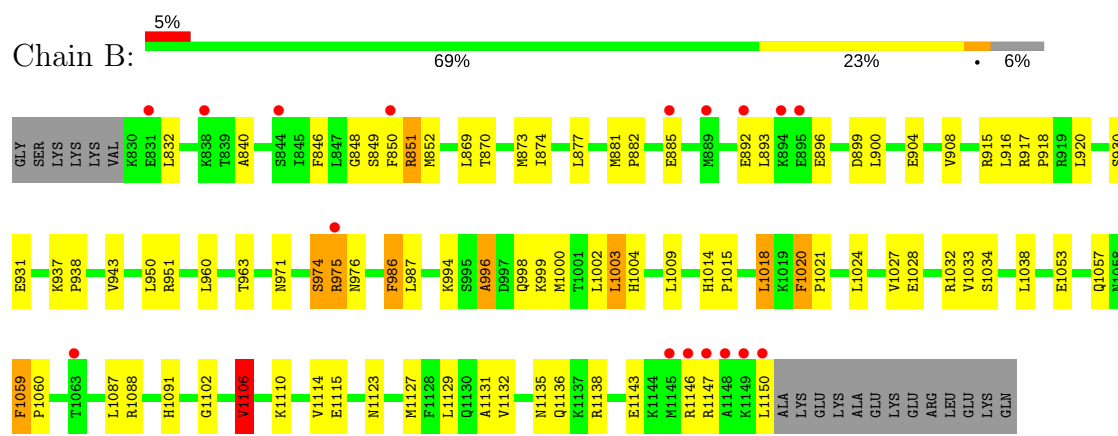 5%
Chain B:
69% 23% • 6%
GLY SER LYS LYS LYS VAL K830 E831 L832 K838 T839 A840 S844 I845 F846 L847 G848 S849 F850 R851 M852 L869 T870 M873 I874 L877 M881 P882 E885 M889 E892 L893 K894 E895 E896 D899 L900 E904 V908 R915 L916 R917 P918 R919 L920 S930
E931 K937 P938 V943 L950 R951 L960 T963 N971 S974 R975 N976 F986 L987 K994 S995 A996 D997 Q998 K999 M1000 T1001 L1002 L1003 H1004 L1009 H1014 P1015 L1018 K1019 F1020 P1021 L1024 V1027 E1028 R1032 V1033 S1034 L1038 E1053 Q1057 N1058
F1059 P1060 T1063 L1087 R1088 H1091 G1102 V1106 K1110 V1114 E1115 N1123 M1127 F1128 L1129 Q1130 A1131 V1132 N1135 Q1136 K1137 R1138 E1143 K1144 M1145 R1146 R1147 A1148 K1149 L1150 ALA LYS GLU LYS ALA GLU LYS GLU ARG LEU GLU LYS GLN